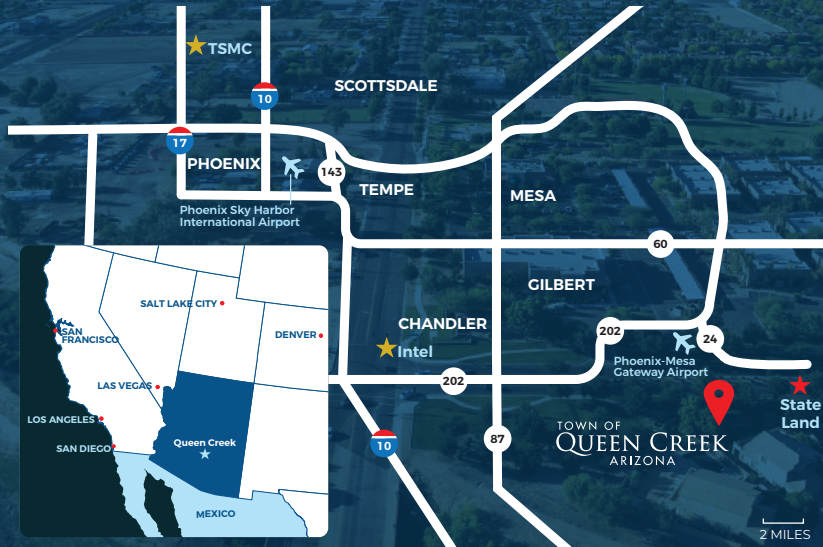 TSMC
SCOTTSDALE
10
17
PHOENIX
143
TEMPE
MESA
Phoenix Sky Harbor
International Airport
60
GILBERT
SALT LAKE CITY
SAN
FRANCISCO
DENVER
CHANDLER
202
24
Intel
Phoenix-Mesa
Gateway Airport
LAS VEGAS
202
State
Land
LOS ANGELES
SAN DIEGO
Queen Creek
10
87
TOWN OF
QUEEN CREEK
ARIZONA
MEXICO
2 MILES